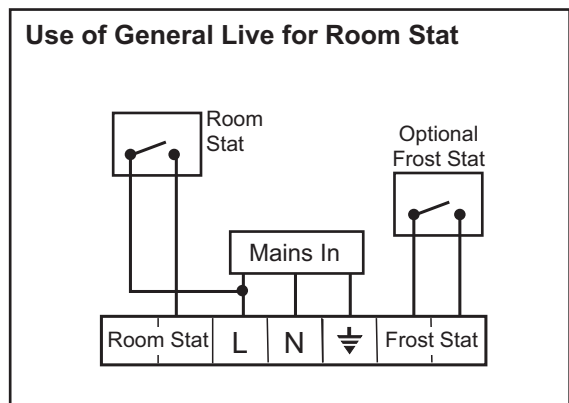 Use of General Live for Room Stat
Room
Stat
Optional
Frost Stat
Mains In
Room Stat L N Frost Stat